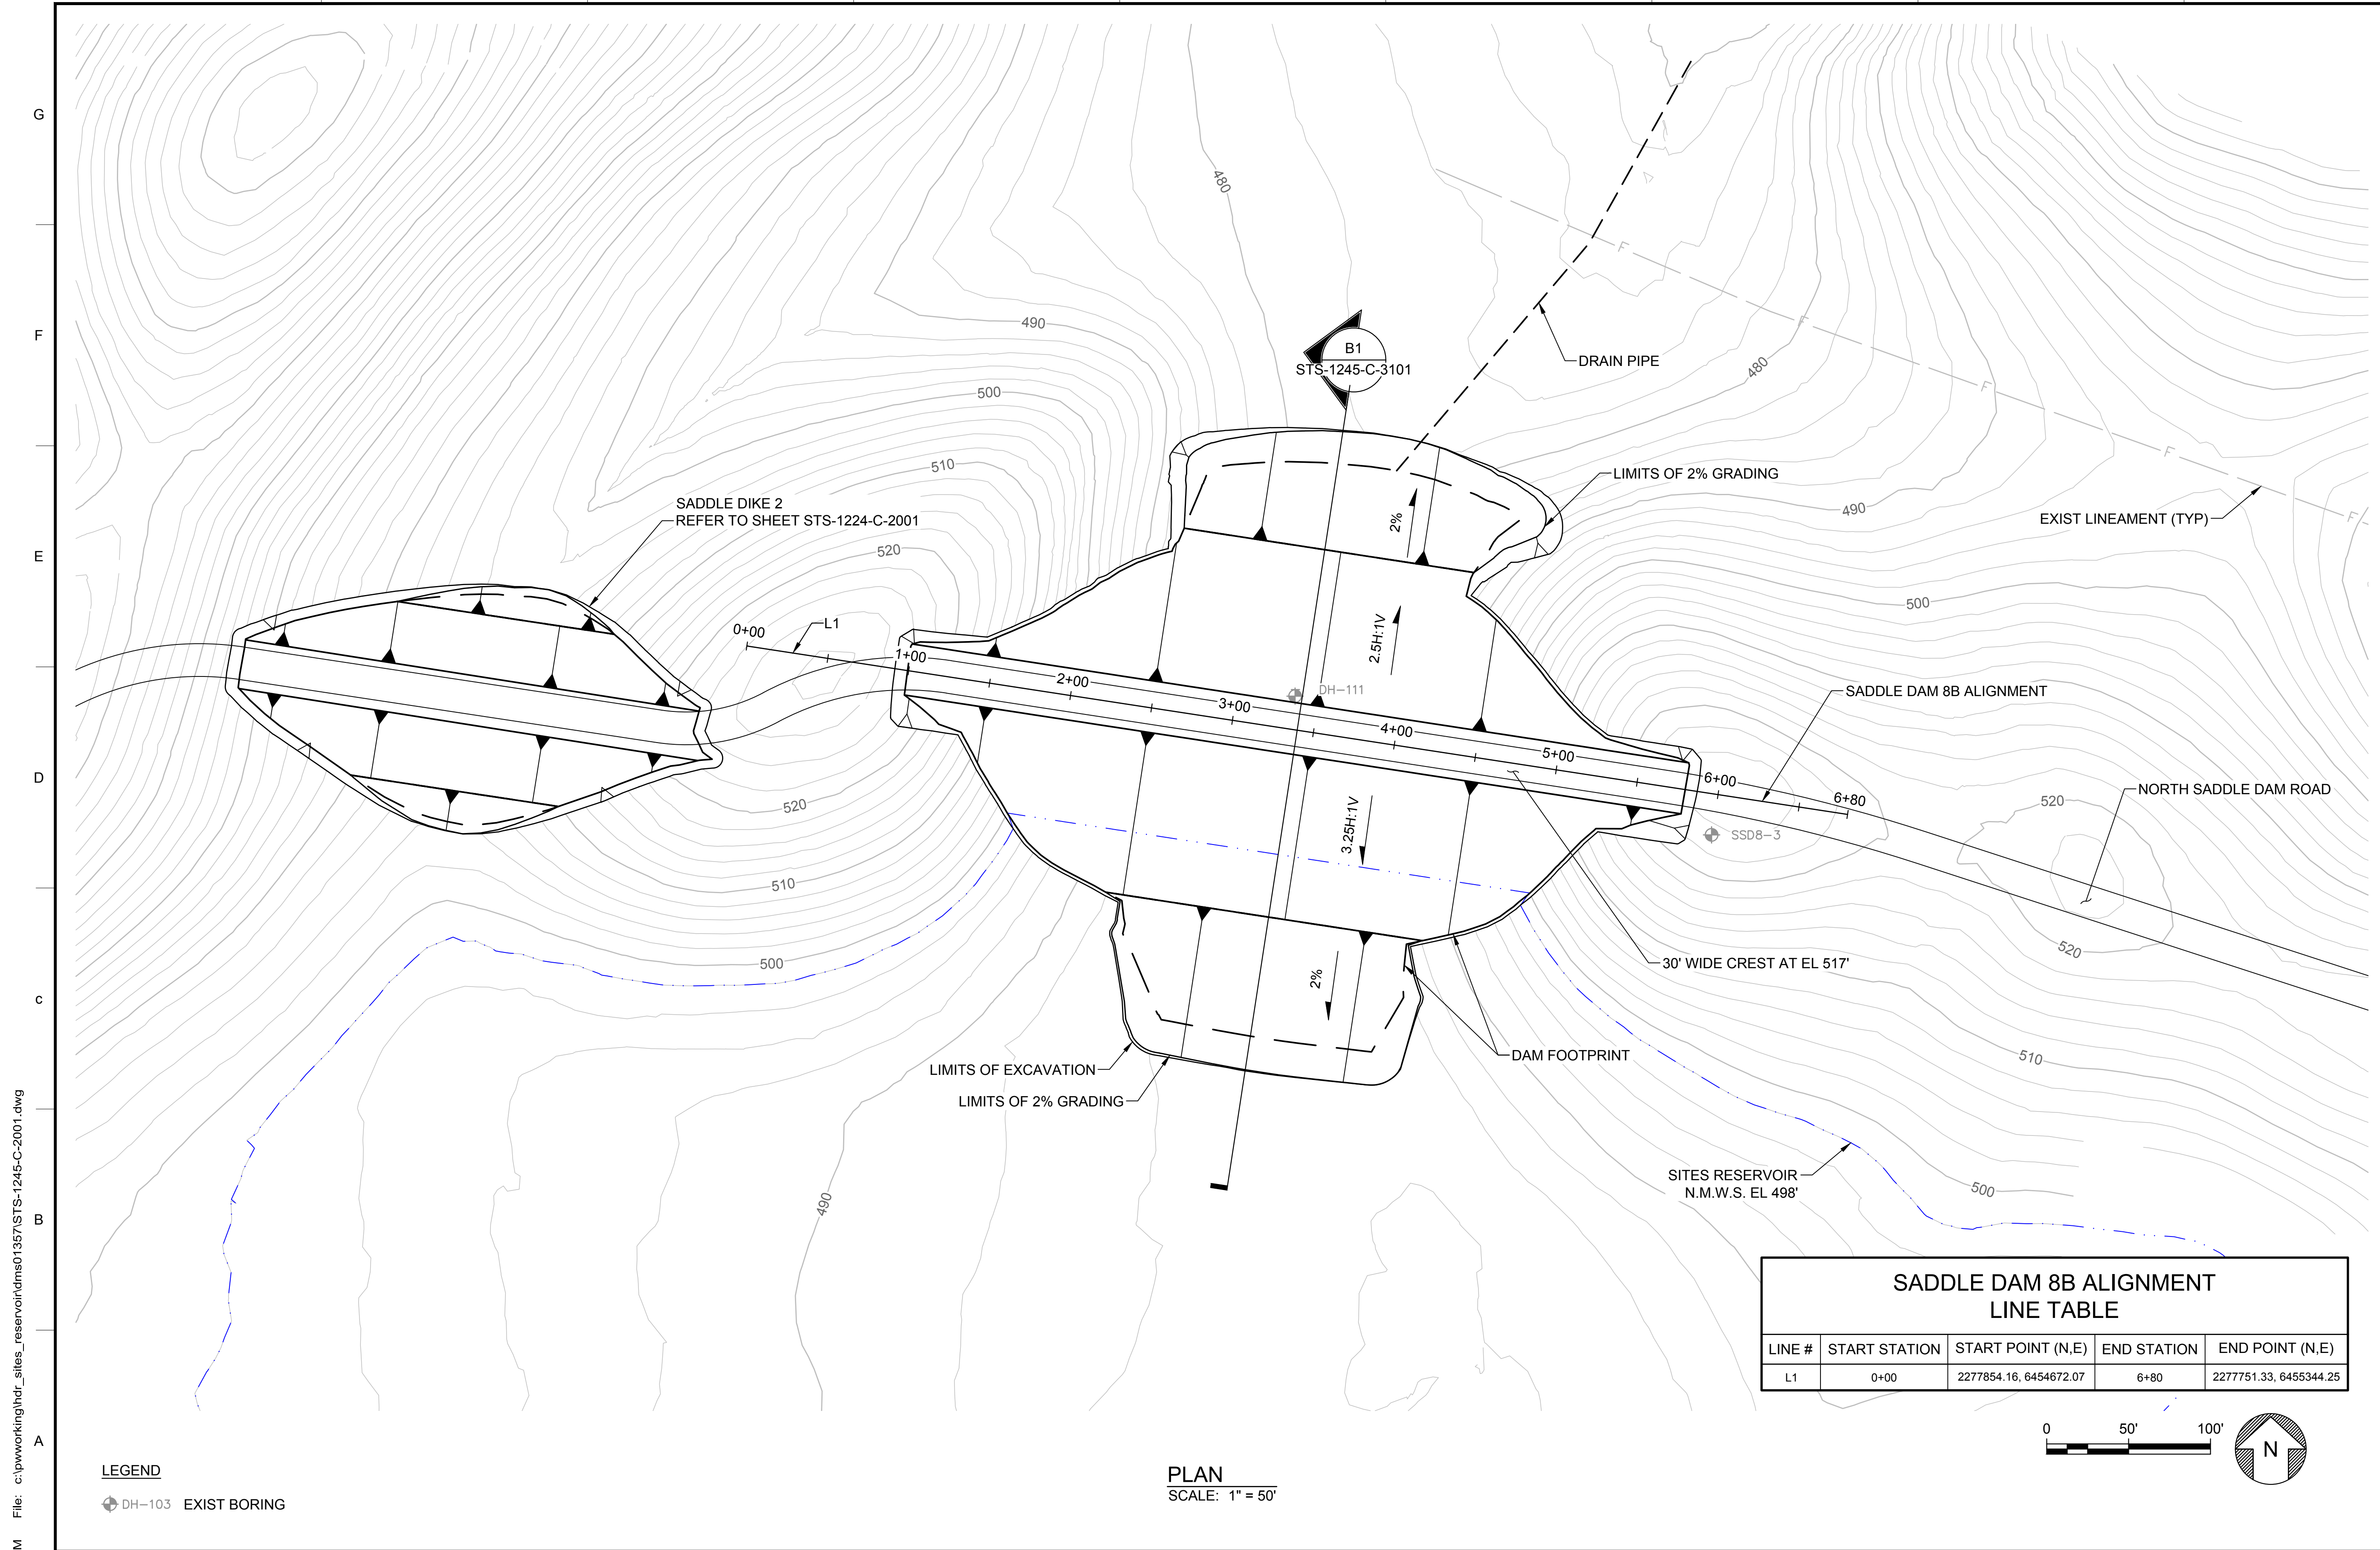 G
F
E
D
c
B
A
480
490
500
510
520
B1
STS-1245-C-3101
DRAIN PIPE
F
F
F
F
F
480
LIMITS OF 2% GRADING
490
EXIST LINEAMENT (TYP)
SADDLE DIKE 2
REFER TO SHEET STS-1224-C-2001
2%
500
0+00
L1
1+00
2+00
3+00
4+00
5+00
6+00
6+80
2.5H:1V
DH-111
SADDLE DAM 8B ALIGNMENT
NORTH SADDLE DAM ROAD
520
520
3.25H:1V
SSD8-3
510
520
500
2%
30' WIDE CREST AT EL 517'
DAM FOOTPRINT
510
LIMITS OF EXCAVATION
LIMITS OF 2% GRADING
SITES RESERVOIR
N.M.W.S. EL 498'
500
490
SADDLE DAM 8B ALIGNMENT
LINE TABLE
LINE # START STATION START POINT (N,E) END STATION END POINT (N,E)
L1 0+00 2277854.16, 6454672.07 6+80 2277751.33, 6455344.25
0 50' 100'
N
LEGEND
DH-103 EXIST BORING
PLAN
SCALE: 1" = 50'
M File: c:\pwworking\hdr_sites_reservoir\dms01357\STS-1245-C-2001.dwg